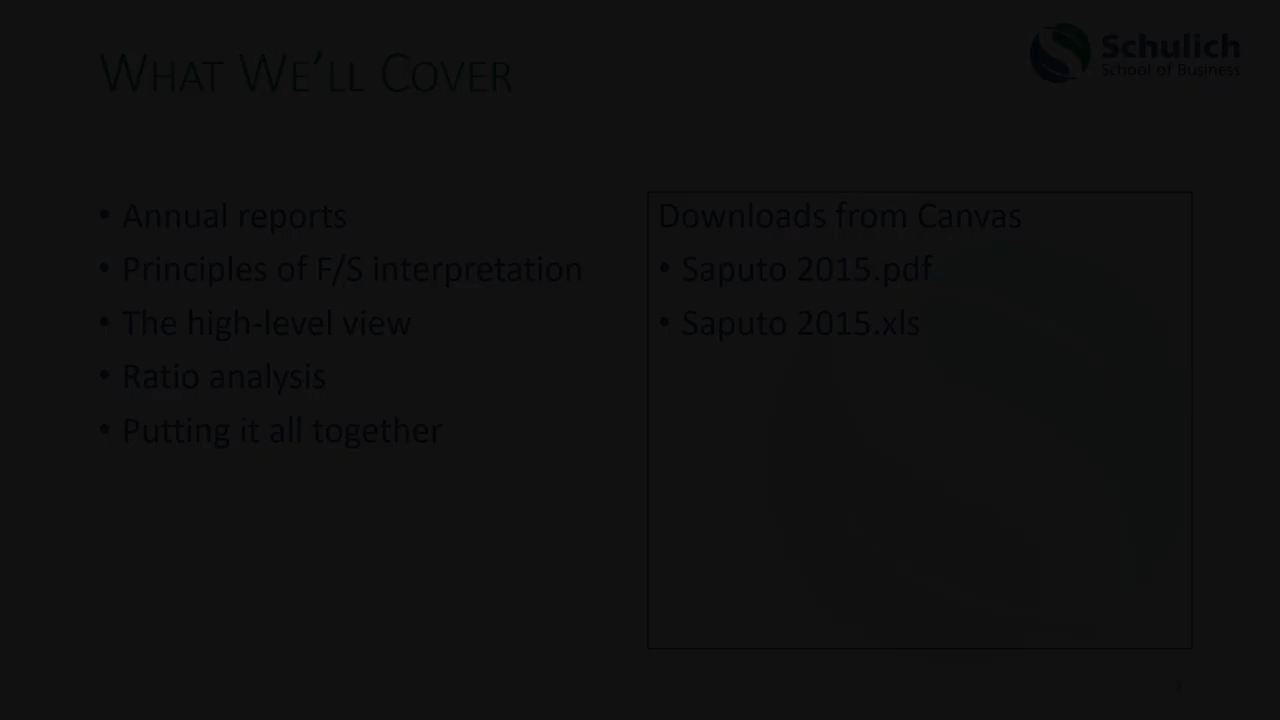 WHAT WE'LL COVER
Schulich
School of Business
• Annual reports
• Principles of F/S interpretation
• The high-level view
• Ratio analysis
• Putting it all together
Downloads from Canvas
• Saputo 2015.pdf
• Saputo 2015.xls